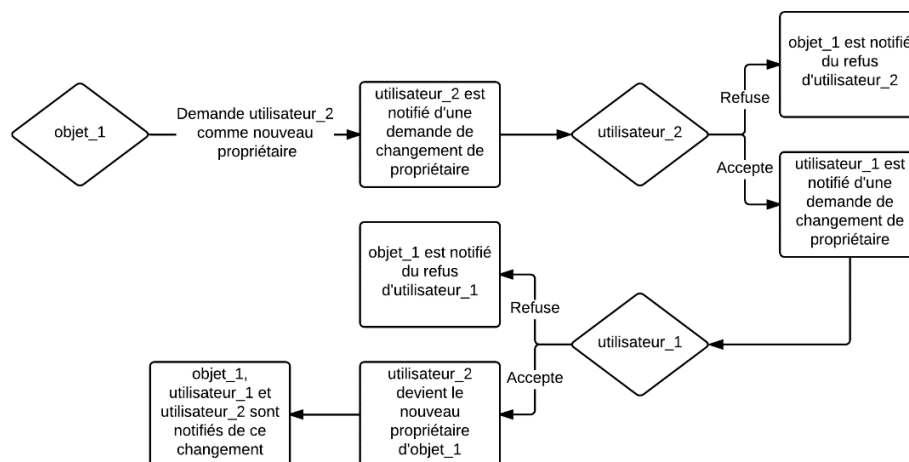 objet_1
Demande utilisateur_2
comme nouveau
propriétaire
utilisateur_2 est
notifié d'une
demande de
changement de
propriétaire
utilisateur_2
Refuse
objet_1 est notifié
du refus
d'utilisateur_2
Accepte
utilisateur_1 est
notifié d'une
demande de
changement de
propriétaire
utilisateur_1
Refuse
objet_1 est notifié
du refus
d'utilisateur_1
Accepte
utilisateur_2
devient le
nouveau
propriétaire
d'objet_1
objet_1,
utilisateur_1 et
utilisateur_2 sont
notifiés de ce
changement